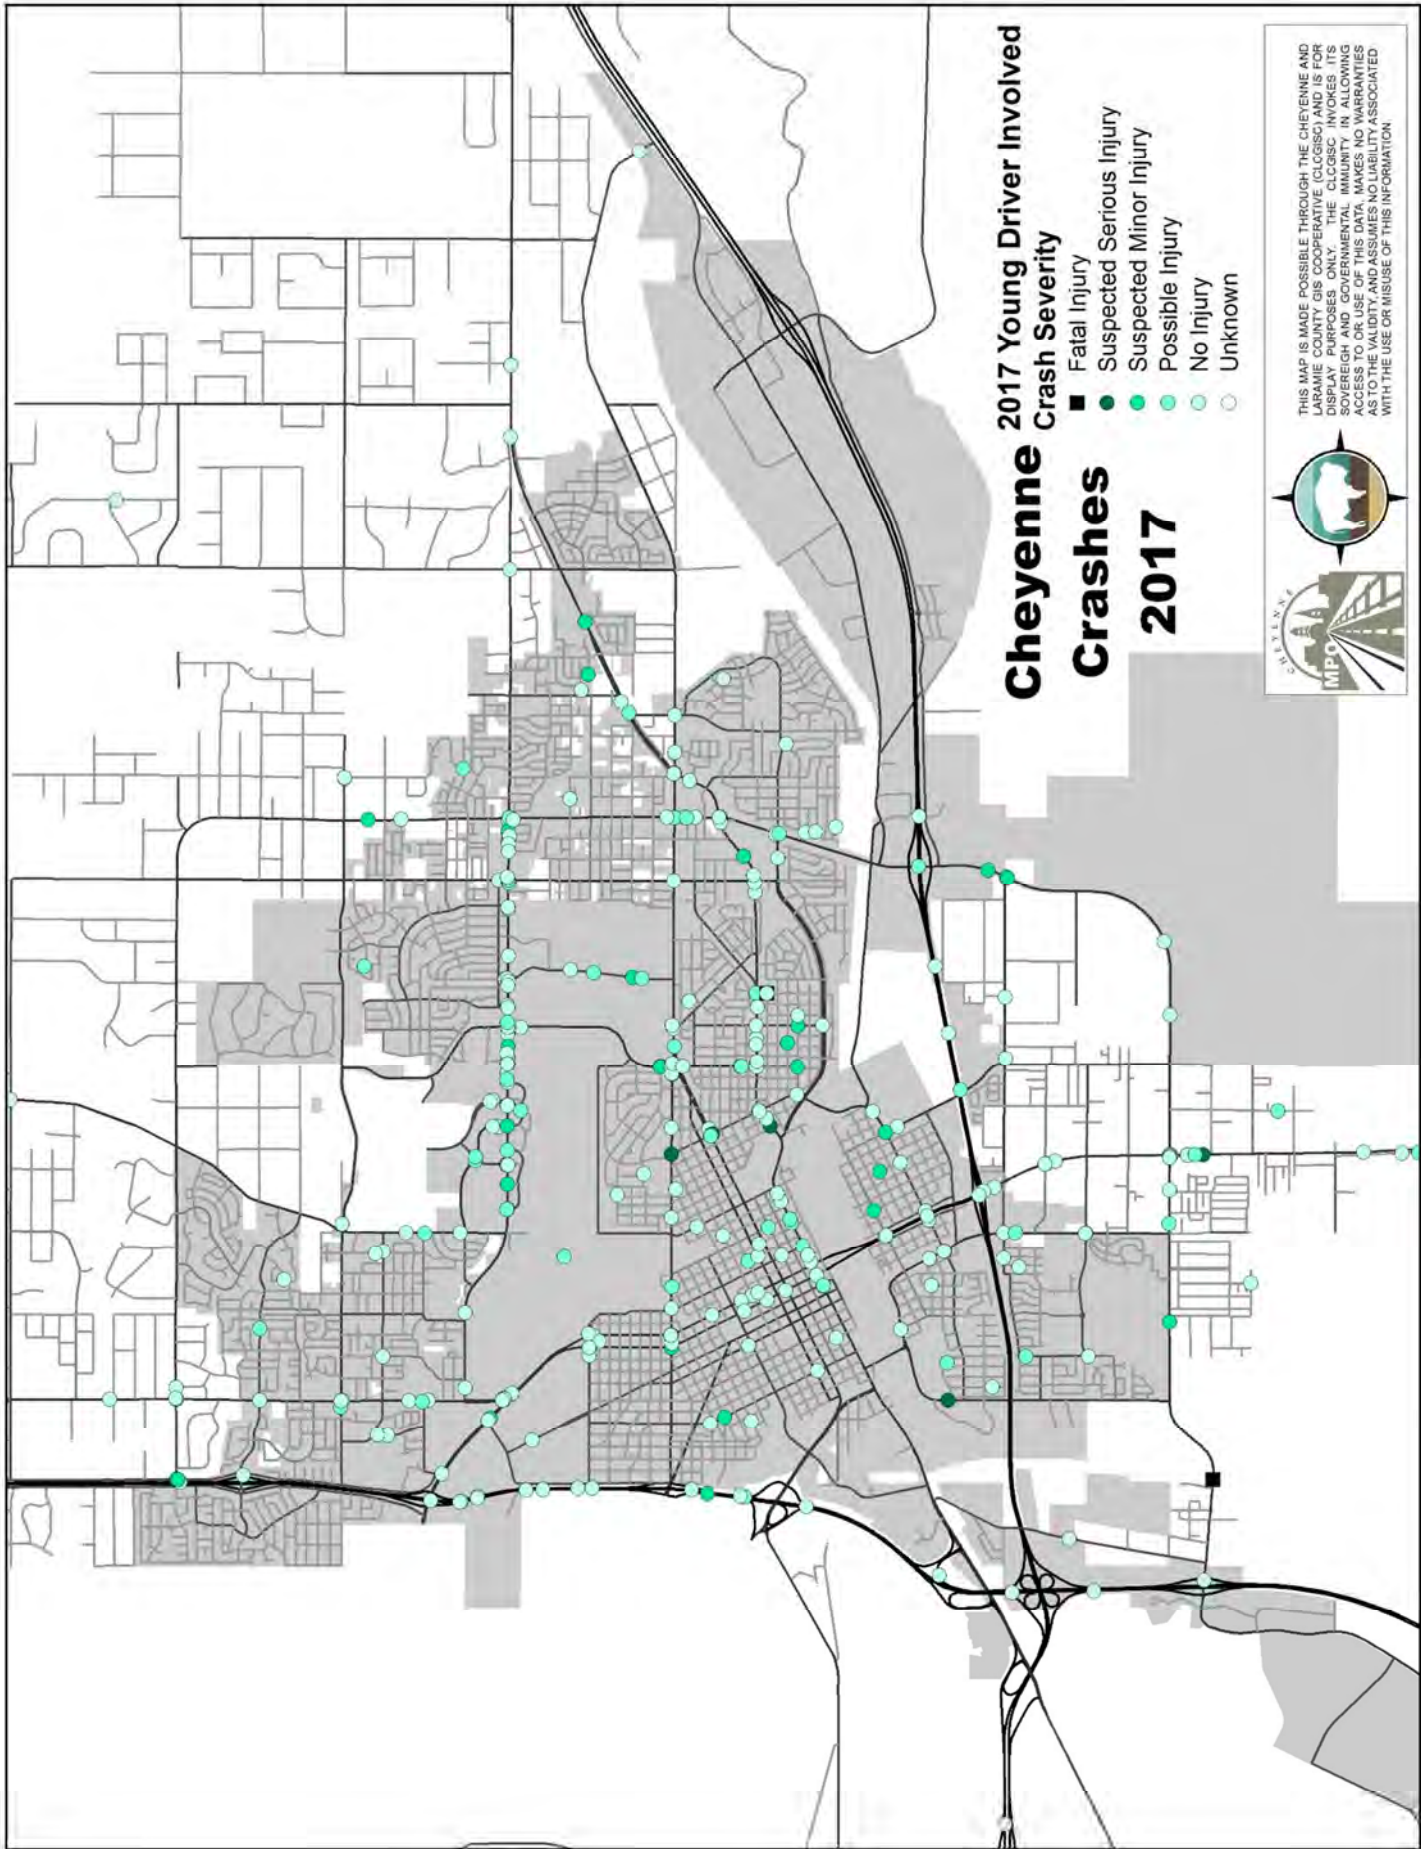 Cheyenne
Crashes
2017
2017 Young Driver Involved
Crash Severity
Fatal Injury
Suspected Serious Injury
Suspected Minor Injury
Possible Injury
No Injury
Unknown
CHEYENNE
MPO
THIS MAP IS MADE POSSIBLE THROUGH THE CHEYENNE AND
LARAMIE COUNTY GIS COOPERATIVE (CLCGISC) AND IS FOR
DISPLAY PURPOSES ONLY. THE CLCGISC INVOKES ITS
SOVEREIGH AND GOVERNMENTAL IMMUNITY IN ALLOWING
ACCESS TO OR USE OF THIS DATA, MAKES NO WARRANTIES
AS TO THE VALIDITY, AND ASSUMES NO LIABILITY ASSOCIATED
WITH THE USE OR MISUSE OF THIS INFORMATION.